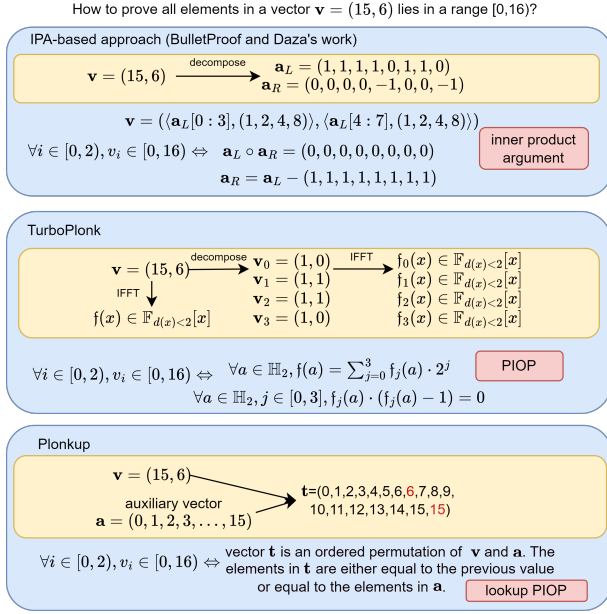 How to prove all elements in a vector v = (15, 6) lies in a range [0,16)?
IPA-based approach (BulletProof and Daza's work)
v = (15, 6) decompose a_L = (1, 1, 1, 1, 0, 1, 1, 0)
a_R = (0, 0, 0, 0, −1, 0, 0, −1)
v = (⟨a_L[0 : 3], (1, 2, 4, 8)⟩, ⟨a_L[4 : 7], (1, 2, 4, 8)⟩)
∀i ∈ [0, 2), v_i ∈ [0, 16) ⇔ a_L ∘ a_R = (0, 0, 0, 0, 0, 0, 0, 0)
a_R = a_L − (1, 1, 1, 1, 1, 1, 1, 1)
inner product
argument
TurboPlonk
v = (15, 6) decompose v_0 = (1, 0) IFFT f_0(x) ∈ F_{d(x)<2}[x]
v_1 = (1, 1) f_1(x) ∈ F_{d(x)<2}[x]
IFFT
v_2 = (1, 1) f_2(x) ∈ F_{d(x)<2}[x]
f(x) ∈ F_{d(x)<2}[x] v_3 = (1, 0) f_3(x) ∈ F_{d(x)<2}[x]
∀i ∈ [0, 2), v_i ∈ [0, 16) ⇔ ∀a ∈ H_2, f(a) = ∑_{j=0}^{3} f_j(a) · 2^j
PIOP
∀a ∈ H_2, j ∈ [0, 3], f_j(a) · (f_j(a) − 1) = 0
Plonkup
v = (15, 6)
auxiliary vector
a = (0, 1, 2, 3, . . . , 15)
t=(0,1,2,3,4,5,6,6,7,8,9,
10,11,12,13,14,15,15)
∀i ∈ [0, 2), v_i ∈ [0, 16) ⇔ vector t is an ordered permutation of v and a. The
elements in t are either equal to the previous value
or equal to the elements in a.
lookup PIOP